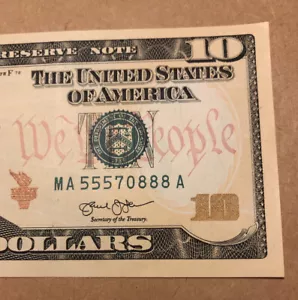 RESERVE NOTE 10
THE UNITED STATES
OF AMERICA
We the People
TEN
MA 55570888 A
Secretary of the Treasury.
10
DOLLARS